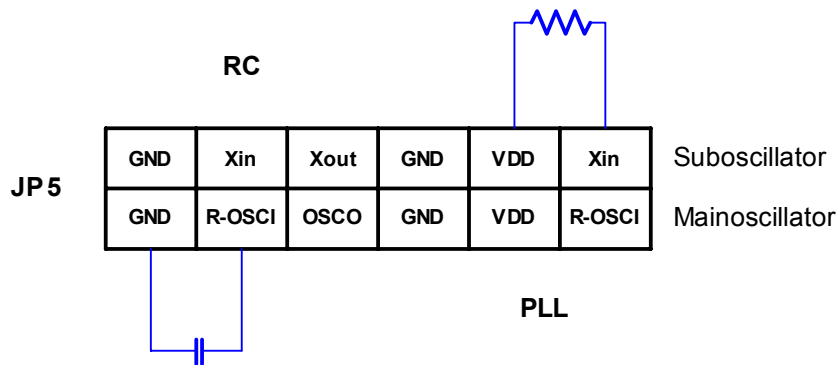 RC
GND Xin Xout GND VDD Xin Suboscillator
JP5
GND R-OSCI OSCO GND VDD R-OSCI Mainoscillator
PLL